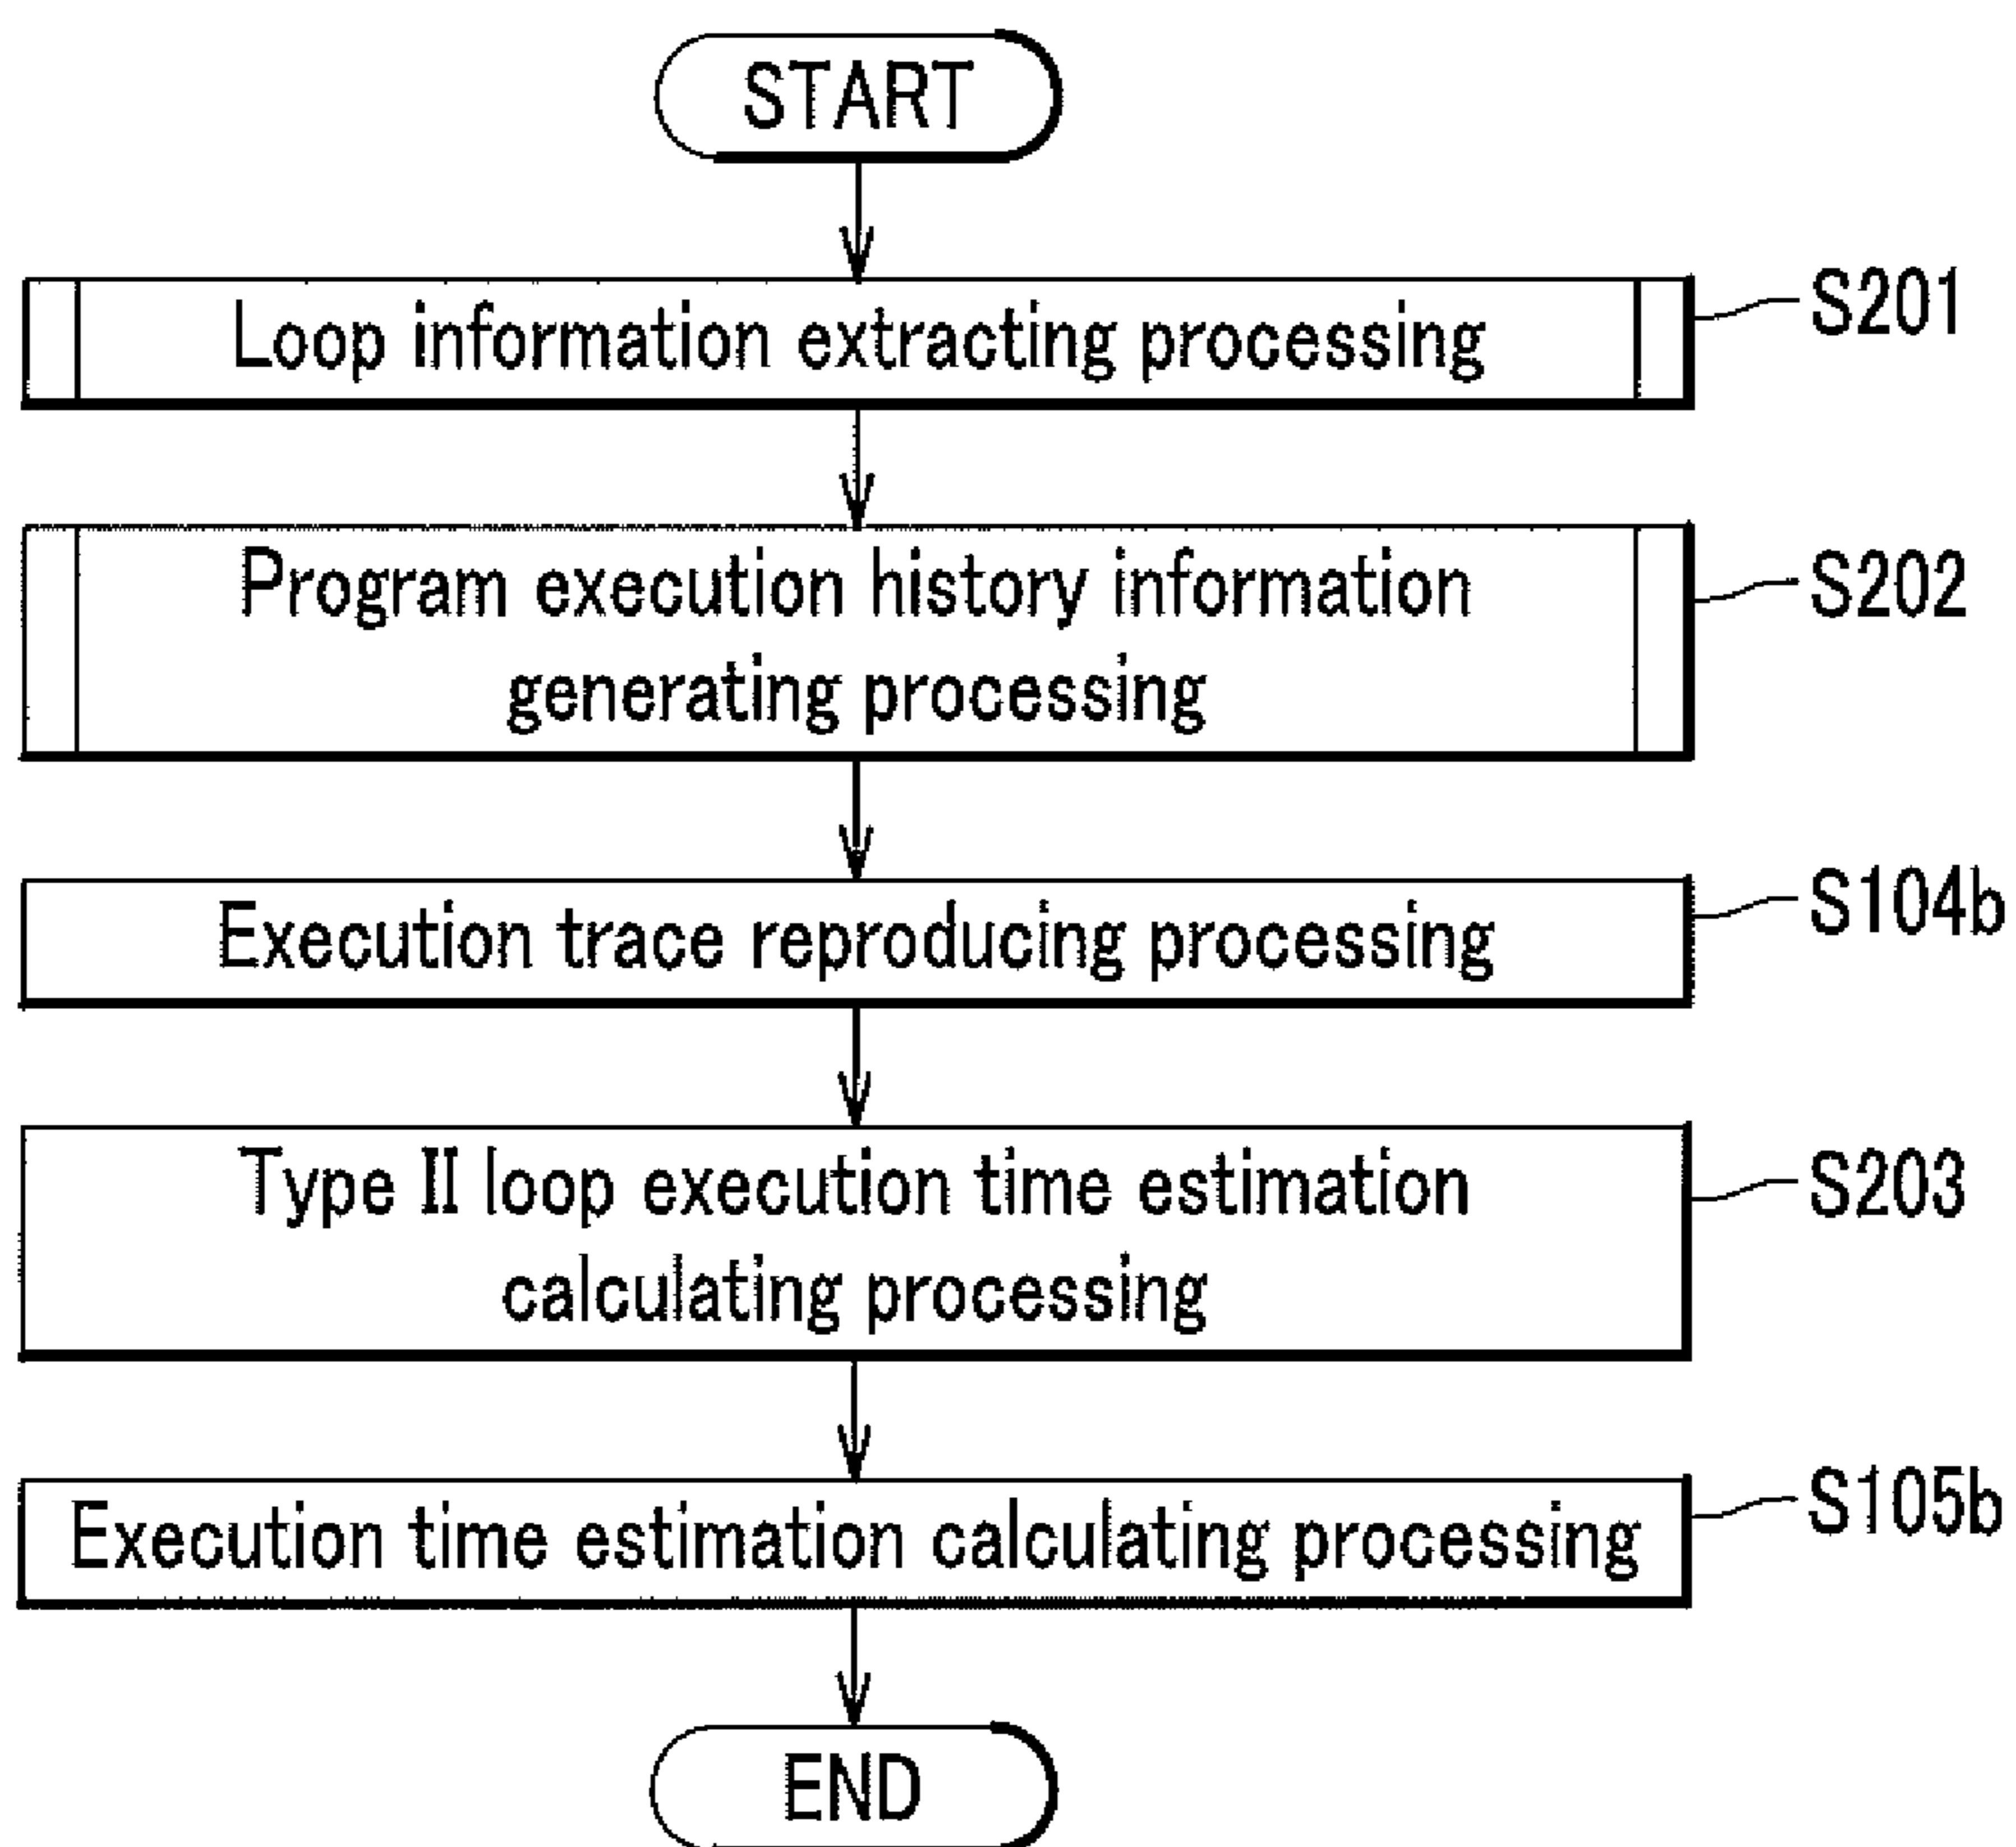 START
Loop information extracting processing
S201
Program execution history information
generating processing
S202
Execution trace reproducing processing
S104b
Type II loop execution time estimation
calculating processing
S203
Execution time estimation calculating processing
S105b
END